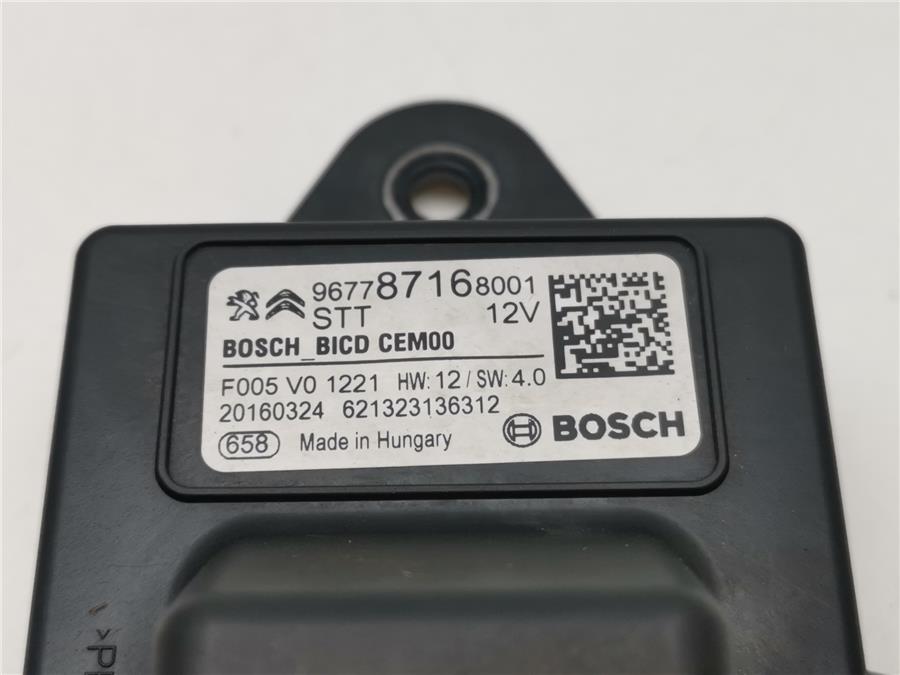 967787168001
STT 12V
BOSCH_BICD CEM00
F005 V0 1221 HW: 12 / SW: 4.0
20160324 621323136312
658 Made in Hungary BOSCH